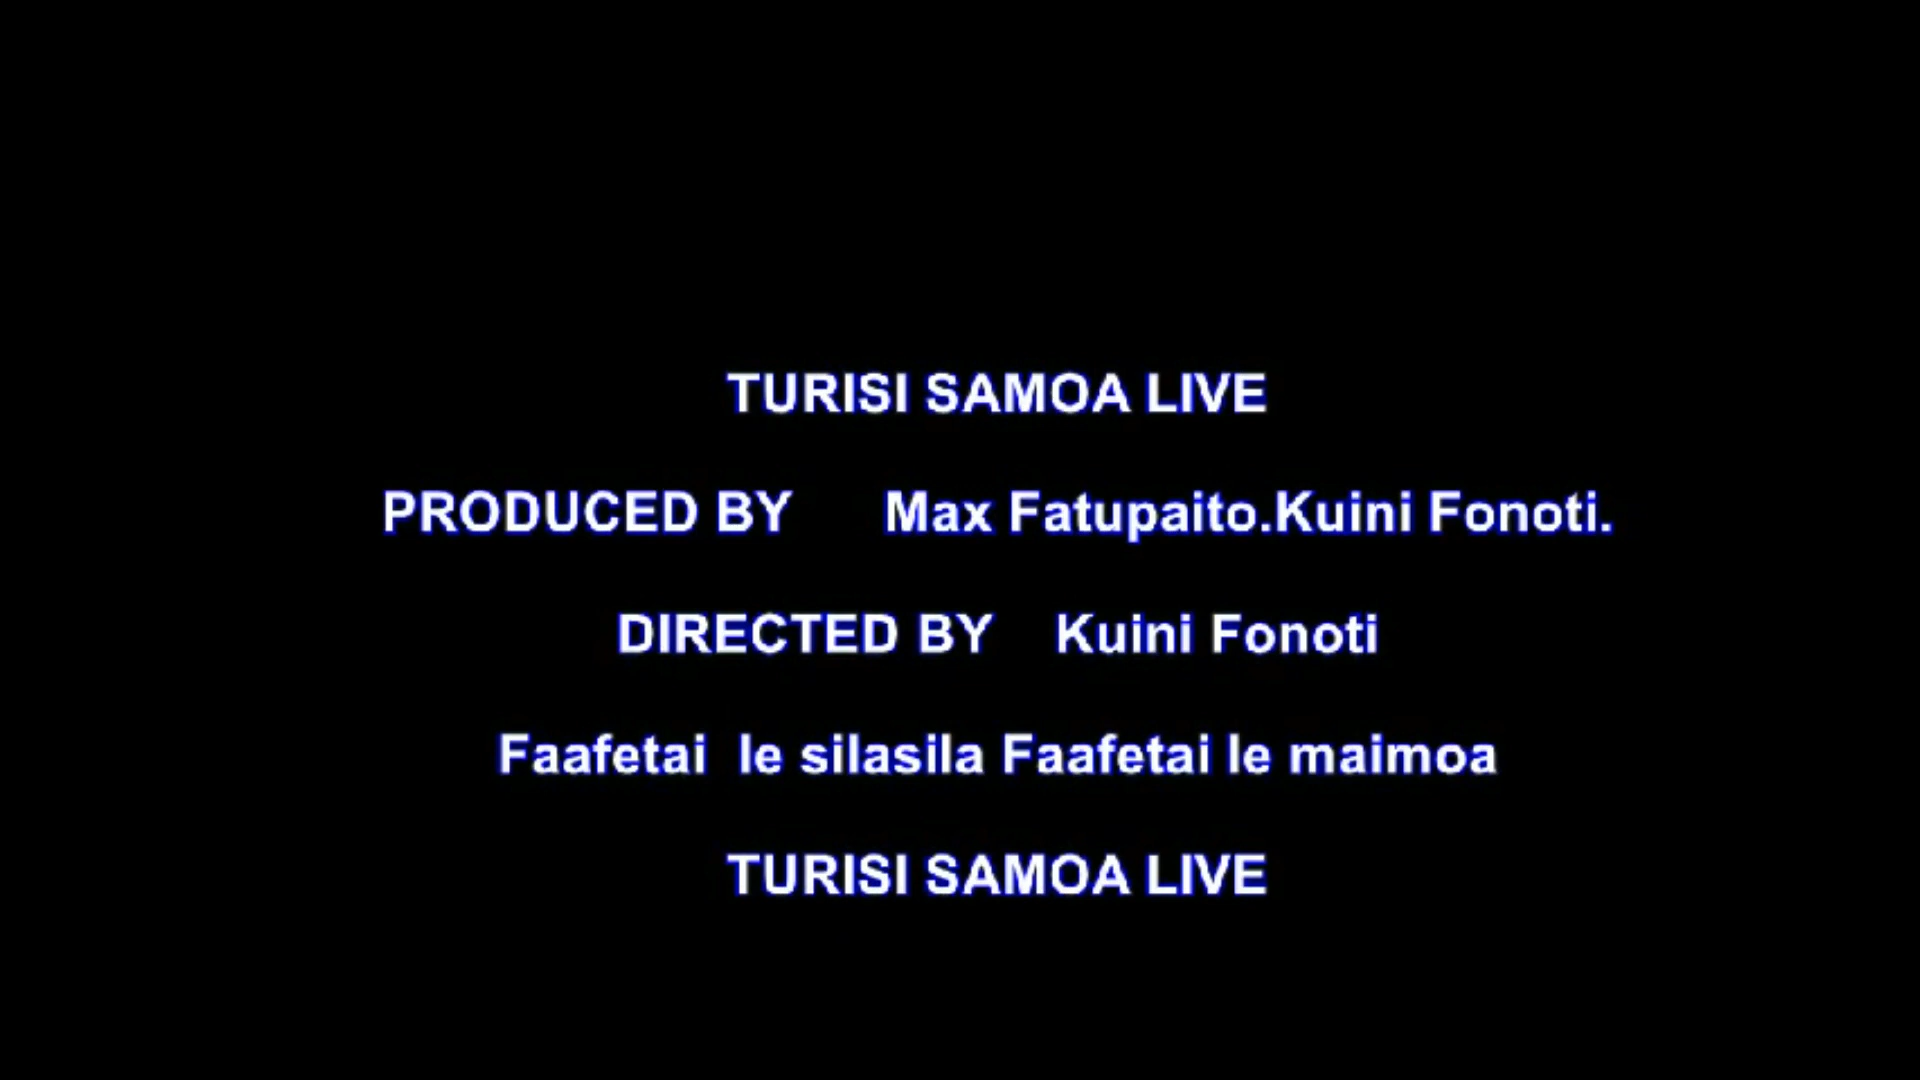 TURISI SAMOA LIVE
PRODUCED BY Max Fatupaito.Kuini Fonoti.
DIRECTED BY Kuini Fonoti
Faafetai le silasila Faafetai le maimoa
TURISI SAMOA LIVE